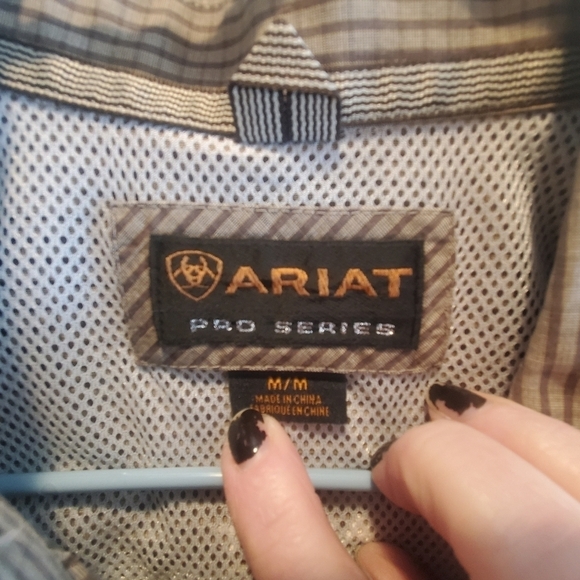 ARIAT
PRO SERIES
M/M
MADE IN CHINA
FABRIQUE EN CHINE